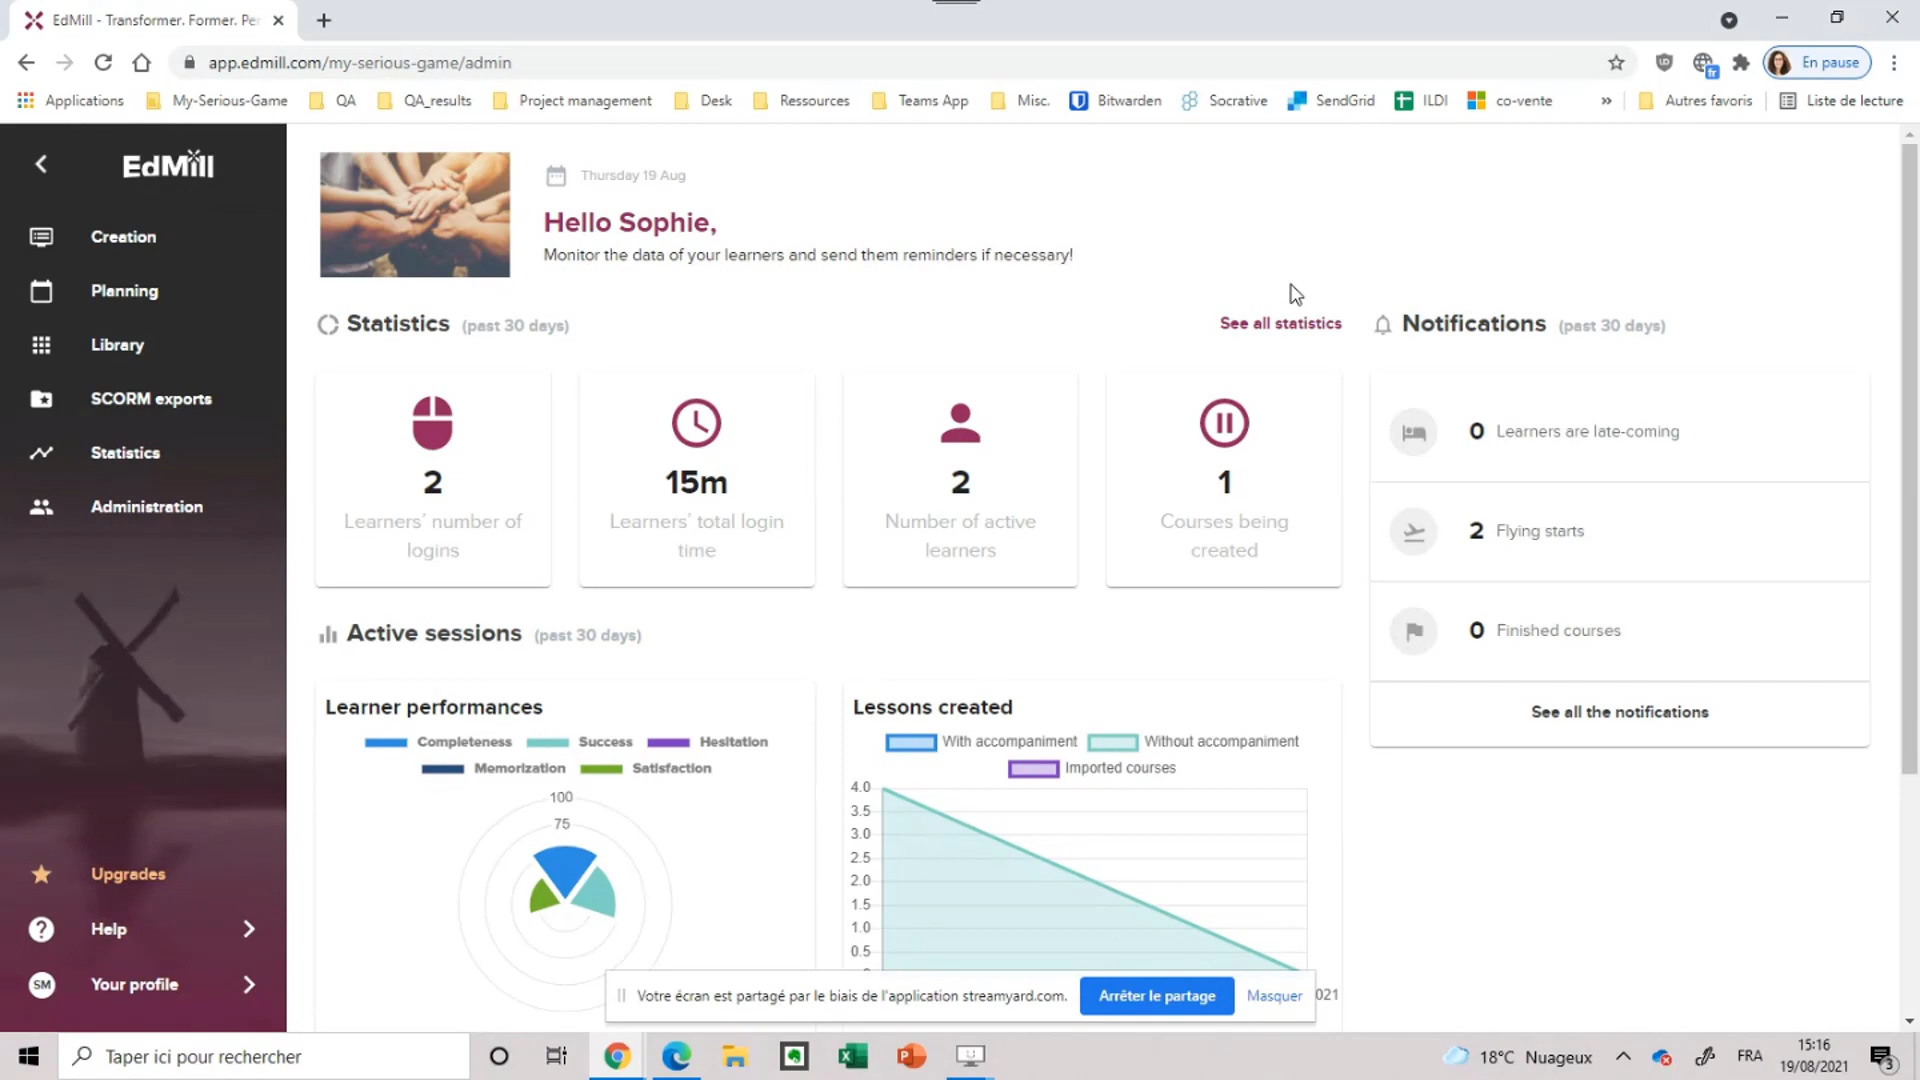 EdMill - Transformer. Former. Per
app.edmill.com/my-serious-game/admin
En pause
Applications
My-Serious-Game
QA
QA_results
Project management
Desk
Ressources
Teams App
Misc.
Bitwarden
Socrative
SendGrid
ILDI
co-vente
»
Autres favoris
Liste de lecture
EdMill
Creation
Planning
Library
SCORM exports
Statistics
Administration
Upgrades
Help
SM
Your profile
Thursday 19 Aug
Hello Sophie,
Monitor the data of your learners and send them reminders if necessary!
Statistics (past 30 days)
See all statistics
2
Learners' number of
logins
15m
Learners' total login
time
2
Number of active
learners
1
Courses being
created
Notifications (past 30 days)
0 Learners are late-coming
2 Flying starts
0 Finished courses
See all the notifications
Active sessions (past 30 days)
Learner performances
Completeness Success Hesitation
Memorization Satisfaction
100
75
Lessons created
With accompaniment Without accompaniment
Imported courses
4.0
3.5
3.0
2.5
2.0
1.5
1.0
0.5
021
Votre écran est partagé par le biais de l'application streamyard.com.
Arrêter le partage
Masquer
Taper ici pour rechercher
18°C Nuageux
FRA
15:16
19/08/2021
3